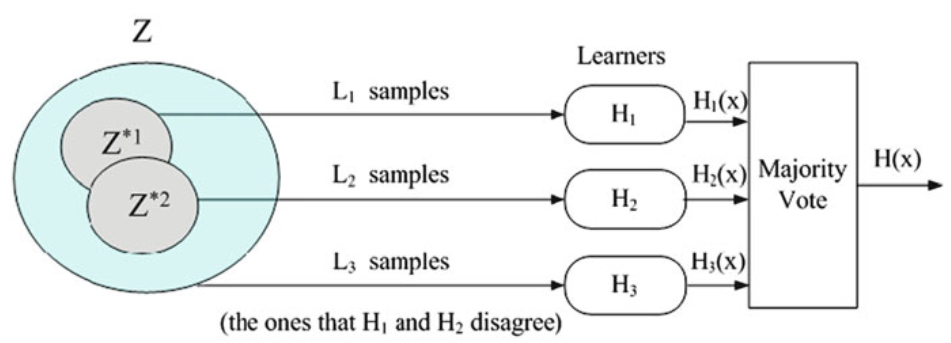 Z
Learners
L₁ samples
H₁
H₁(x)
Z*1
L₂ samples
H₂
H₂(x)
Majority
Vote
H(x)
Z*2
L₃ samples
H₃
H₃(x)
(the ones that H₁ and H₂ disagree)